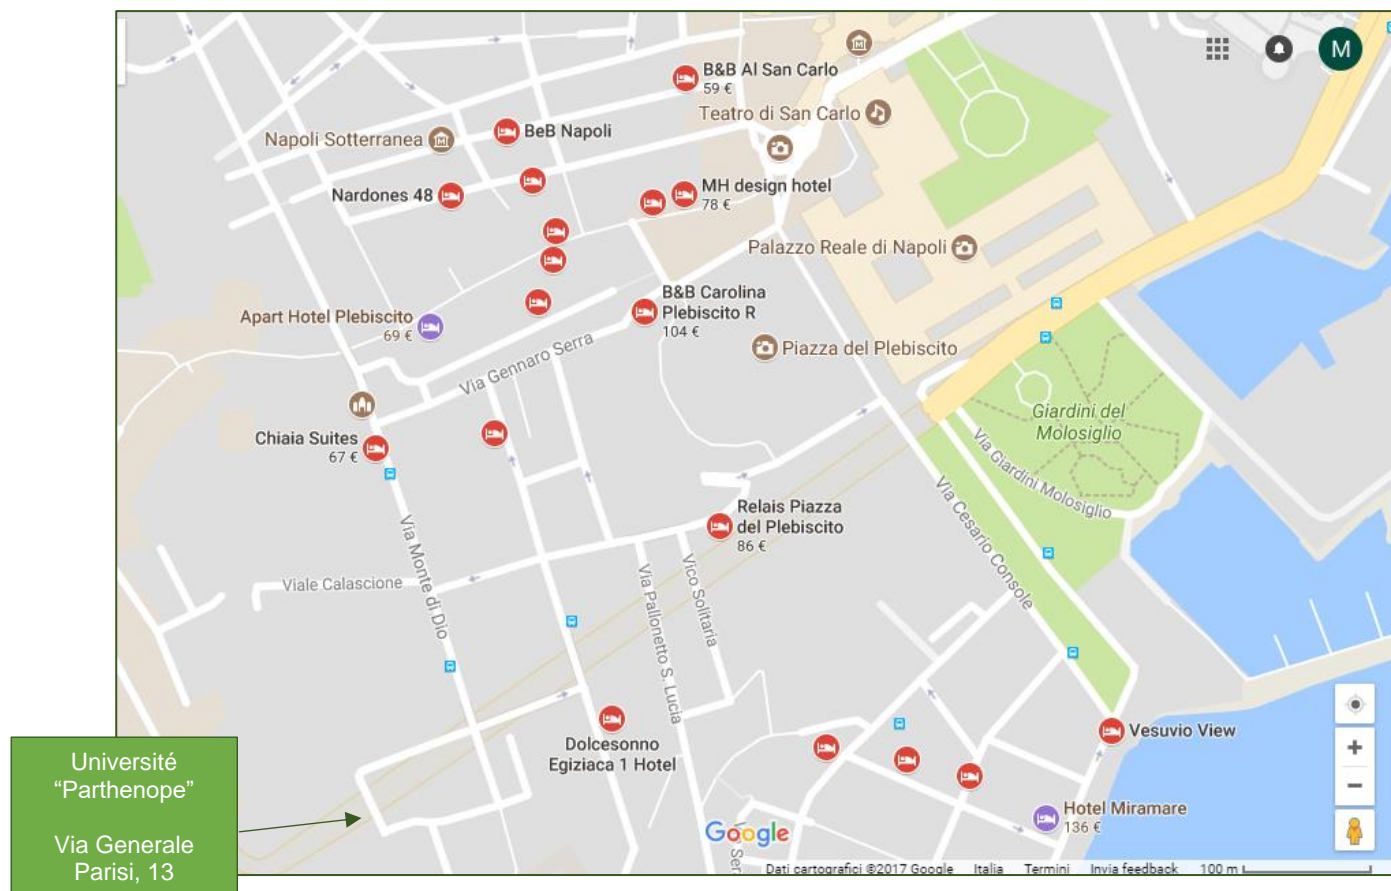 M
B&B Al San Carlo
59 €
Teatro di San Carlo
BeB Napoli
Napoli Sotterranea
Nardones 48
MH design hotel
78 €
Palazzo Reale di Napoli
B&B Carolina
Plebiscito R
104 €
Apart Hotel Plebiscito
69 €
Piazza del Plebiscito
Via Gennaro Serra
Giardini del
Molosiglio
Chiaia Suites
67 €
Via Giardini Molosiglio
Via Cesario Console
Relais Piazza
del Plebiscito
86 €
Via Monte di Dio
Viale Calascione
Via Pallonetto S. Lucia
Vico Solitaria
Dolcesonno
Egiziaca 1 Hotel
Vesuvio View
Hotel Miramare
136 €
Université
“Parthenope”
Via Generale
Parisi, 13
Google
Dati cartografici ©2017 Google Italia Termini Invia feedback 100 m